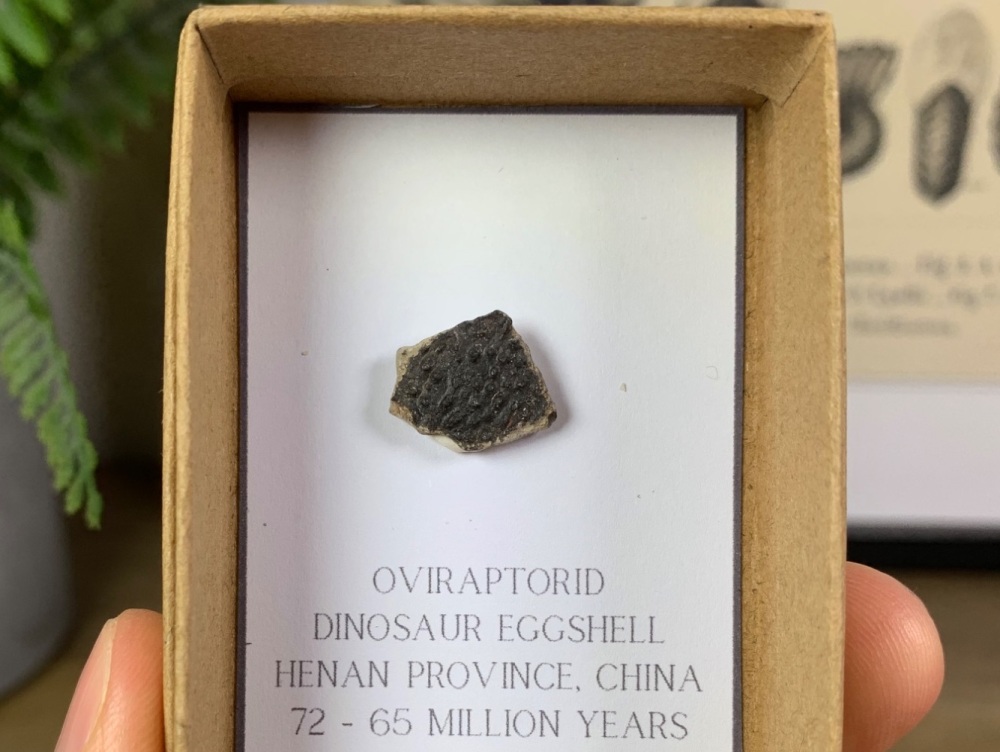 OVIRAPTORID
DINOSAUR EGGSHELL
HENAN PROVINCE, CHINA
72 - 65 MILLION YEARS